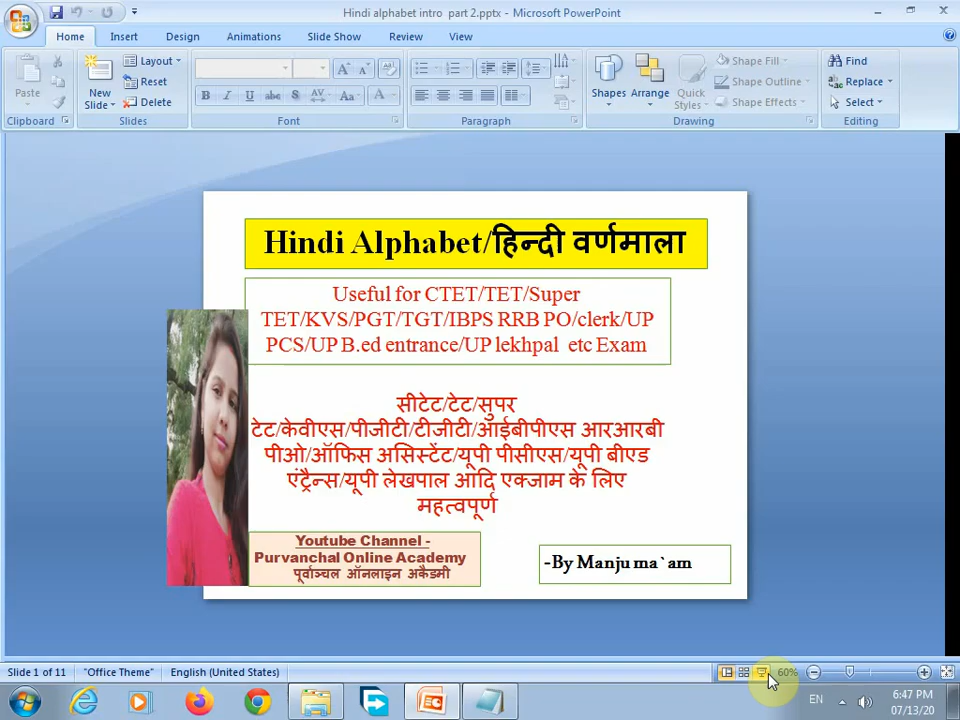 Hindi alphabet intro part 2.pptx - Microsoft PowerPoint
Home Insert Design Animations Slide Show Review View
Paste
New
Slide
Layout
Reset
Delete
Shapes
Arrange
Quick
Styles
Shape Fill
Shape Outline
Shape Effects
Find
Replace
Select
Clipboard Slides Font Paragraph Drawing Editing
Hindi Alphabet/हिन्दी वर्णमाला
Useful for CTET/TET/Super
TET/KVS/PGT/TGT/IBPS RRB PO/clerk/UP
PCS/UP B.ed entrance/UP lekhpal etc Exam
सीटेट/टेट/सुपर
टेट/केवीएस/पीजीटी/टीजीटी/आईबीपीएस आरआरबी
पीओ/ऑफिस असिस्टेंट/यूपी पीसीएस/यूपी बीएड
एंट्रैन्स/यूपी लेखपाल आदि एक्जाम के लिए
महत्वपूर्ण
Youtube Channel -
Purvanchal Online Academy
पूर्वाञ्चल ऑनलाइन अकैडमी
-By Manju ma`am
Slide 1 of 11 "Office Theme" English (United States) 60%
EN
6:47 PM
07/13/20